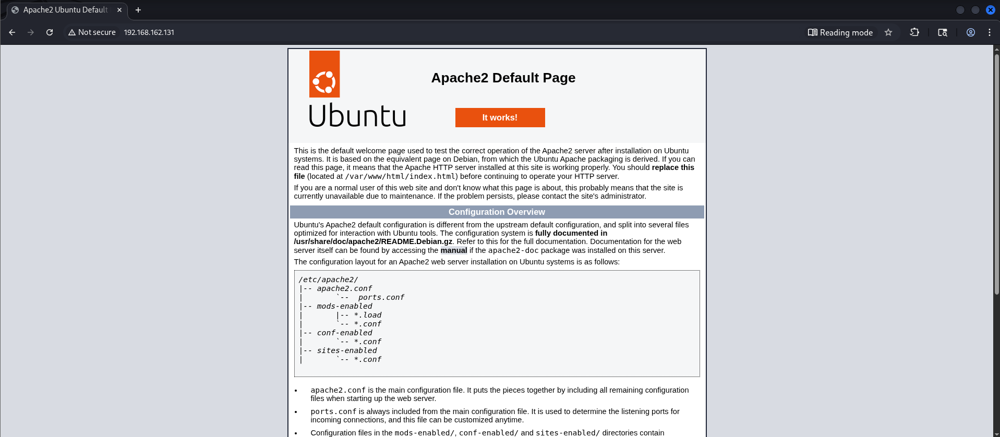 Apache2 Ubuntu Default
Not secure
192.168.162.131
Reading mode
Apache2 Default Page
Ubuntu
It works!
This is the default welcome page used to test the correct operation of the Apache2 server after installation on Ubuntu
systems. It is based on the equivalent page on Debian, from which the Ubuntu Apache packaging is derived. If you can
read this page, it means that the Apache HTTP server installed at this site is working properly. You should replace this
file (located at /var/www/html/index.html) before continuing to operate your HTTP server.
If you are a normal user of this web site and don't know what this page is about, this probably means that the site is
currently unavailable due to maintenance. If the problem persists, please contact the site's administrator.
Configuration Overview
Ubuntu's Apache2 default configuration is different from the upstream default configuration, and split into several files
optimized for interaction with Ubuntu tools. The configuration system is fully documented in
/usr/share/doc/apache2/README.Debian.gz. Refer to this for the full documentation. Documentation for the web
server itself can be found by accessing the manual if the apache2-doc package was installed on this server.
The configuration layout for an Apache2 web server installation on Ubuntu systems is as follows:
/etc/apache2/
|-- apache2.conf
|       `--  ports.conf
|-- mods-enabled
|       |-- *.load
|       `-- *.conf
|-- conf-enabled
|       `-- *.conf
|-- sites-enabled
|       `-- *.conf
• apache2.conf is the main configuration file. It puts the pieces together by including all remaining configuration
files when starting up the web server.
• ports.conf is always included from the main configuration file. It is used to determine the listening ports for
incoming connections, and this file can be customized anytime.
• Configuration files in the mods-enabled/, conf-enabled/ and sites-enabled/ directories contain